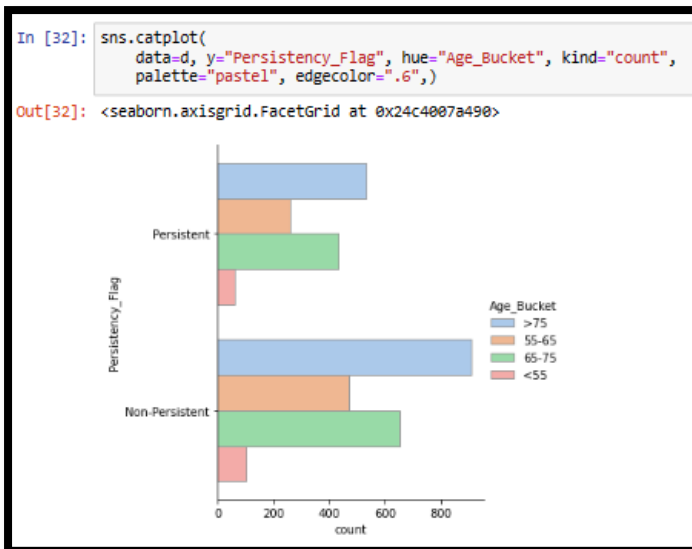 In [32]: sns.catplot(
data=d, y="Persistency_Flag", hue="Age_Bucket", kind="count",
palette="pastel", edgecolor=".6",)
Out[32]: <seaborn.axisgrid.FacetGrid at 0x24c4007a490>
Persistent
Persistency_Flag
Non-Persistent
Age_Bucket
>75
55-65
65-75
<55
0 200 400 600 800
count